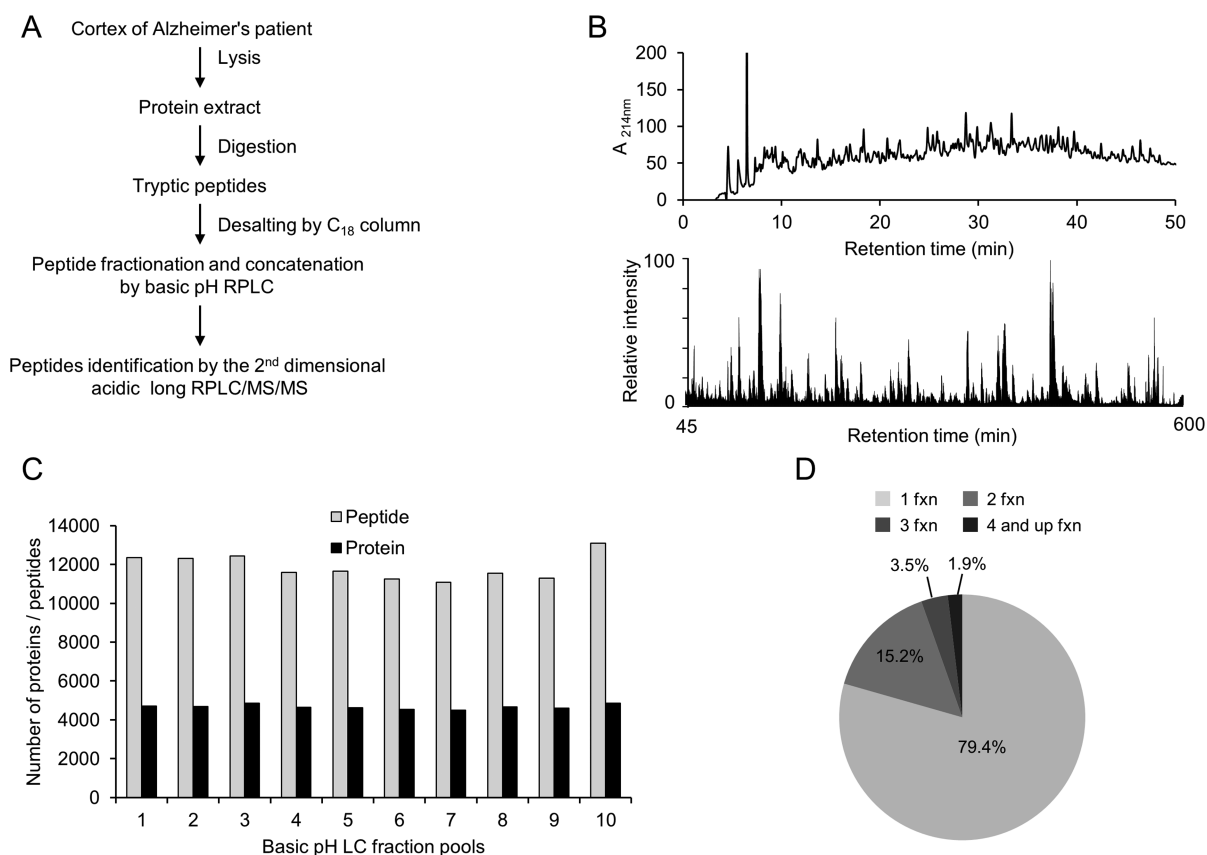 A
Cortex of Alzheimer's patient
Lysis
Protein extract
Digestion
Tryptic peptides
Desalting by C18 column
Peptide fractionation and concatenation
by basic pH RPLC
Peptides identification by the 2nd dimensional
acidic long RPLC/MS/MS
B
A 214nm
200
150
100
50
0
0 10 20 30 40 50
Retention time (min)
Relative intensity
100
0
45 600
Retention time (min)
C
Peptide
Protein
Number of proteins / peptides
14000
12000
10000
8000
6000
4000
2000
0
1 2 3 4 5 6 7 8 9 10
Basic pH LC fraction pools
D
1 fxn 2 fxn
3 fxn 4 and up fxn
3.5% 1.9%
15.2%
79.4%